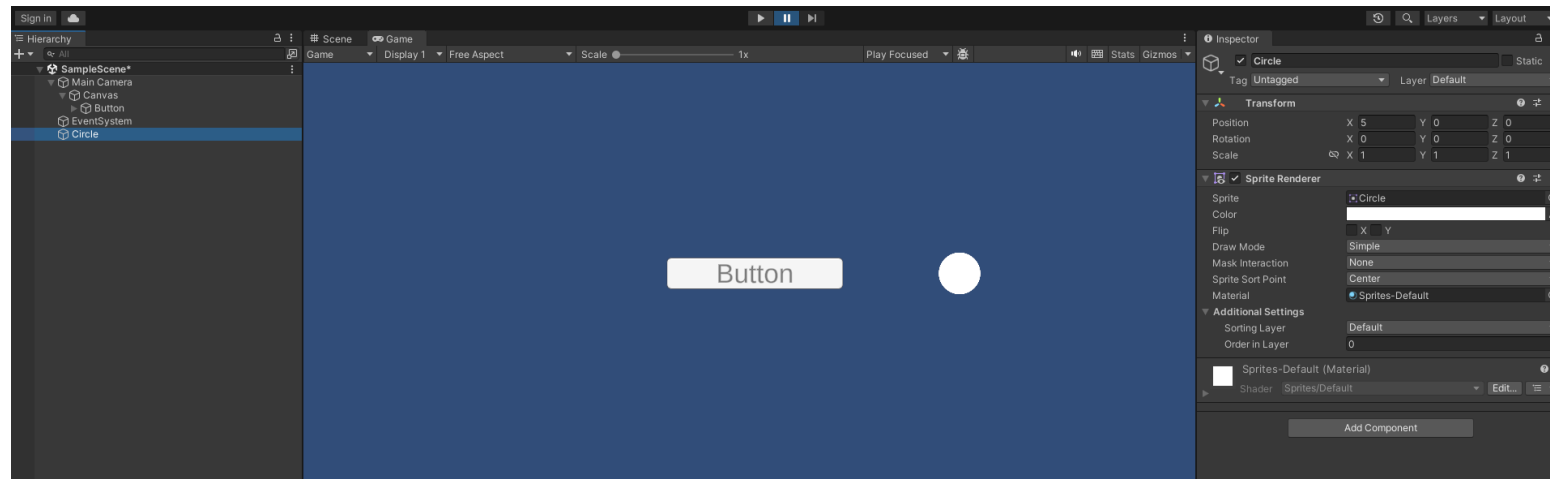 Sign in
Layers
Layout
Hierarchy
Scene
Game
Inspector
All
Game
Display 1
Free Aspect
Scale
1x
Play Focused
Stats
Gizmos
SampleScene*
Main Camera
Canvas
Button
EventSystem
Circle
Button
Circle
Static
Tag Untagged
Layer Default
Transform
Position X 5 Y 0 Z 0
Rotation X 0 Y 0 Z 0
Scale X 1 Y 1 Z 1
Sprite Renderer
Sprite Circle
Color
Flip X Y
Draw Mode Simple
Mask Interaction None
Sprite Sort Point Center
Material Sprites-Default
Additional Settings
Sorting Layer Default
Order in Layer 0
Sprites-Default (Material)
Shader Sprites/Default Edit...
Add Component